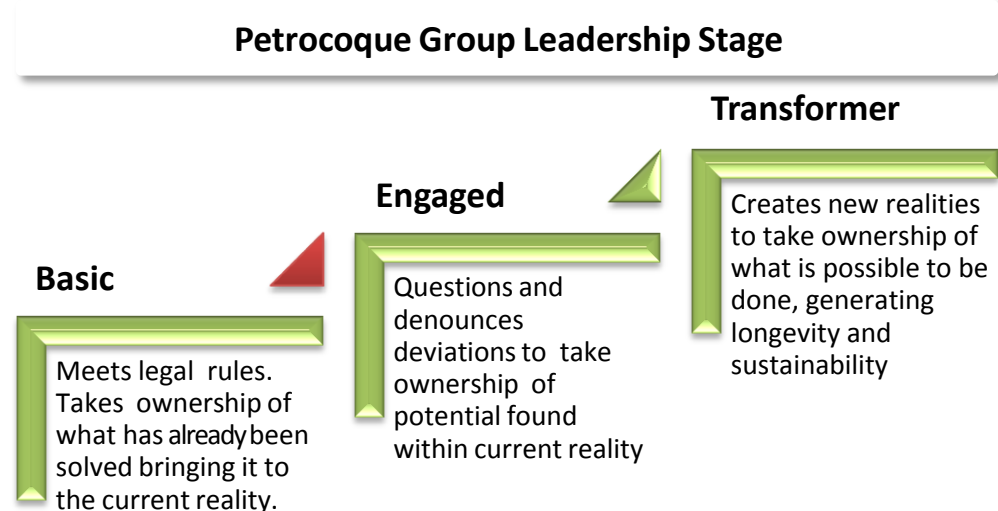 Petrocoque Group Leadership Stage
Basic
Meets legal rules.
Takes ownership of
what has already been
solved bringing it to
the current reality.
Engaged
Questions and
denounces
deviations to take
ownership of
potential found
within current reality
Transformer
Creates new realities
to take ownership of
what is possible to be
done, generating
longevity and
sustainability